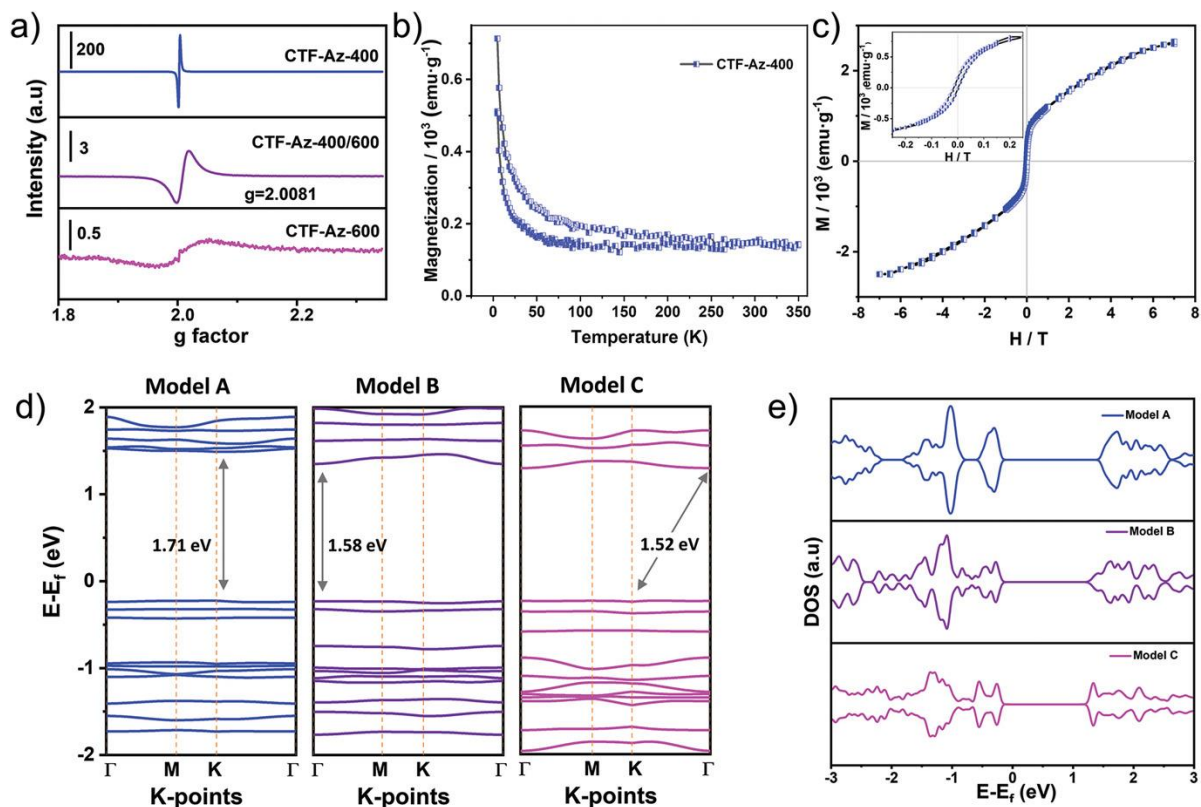 a)
200
CTF-Az-400
3
CTF-Az-400/600
g=2.0081
0.5
CTF-Az-600
Intensity (a.u)
1.8 2.0 2.2
g factor
b)
CTF-Az-400
Magnetization / 10³ (emu·g⁻¹)
0.6
0.4
0.2
0.0
0 50 100 150 200 250 300 350
Temperature (K)
c)
M / 10³ (emu·g⁻¹)
2
0
-2
-8 -6 -4 -2 0 2 4 6 8
H / T
M / 10³ (emu·g⁻¹)
0.5
0.0
-0.5
-0.2 -0.1 0.0 0.1 0.2
H / T
d)
Model A Model B Model C
E-Ef (eV)
2
1
0
-1
-2
1.71 eV
1.58 eV
1.52 eV
Γ M K Γ Γ M K Γ Γ M K Γ
K-points K-points K-points
e)
Model A
Model B
Model C
DOS (a.u)
-3 -2 -1 0 1 2 3
E-Ef (eV)